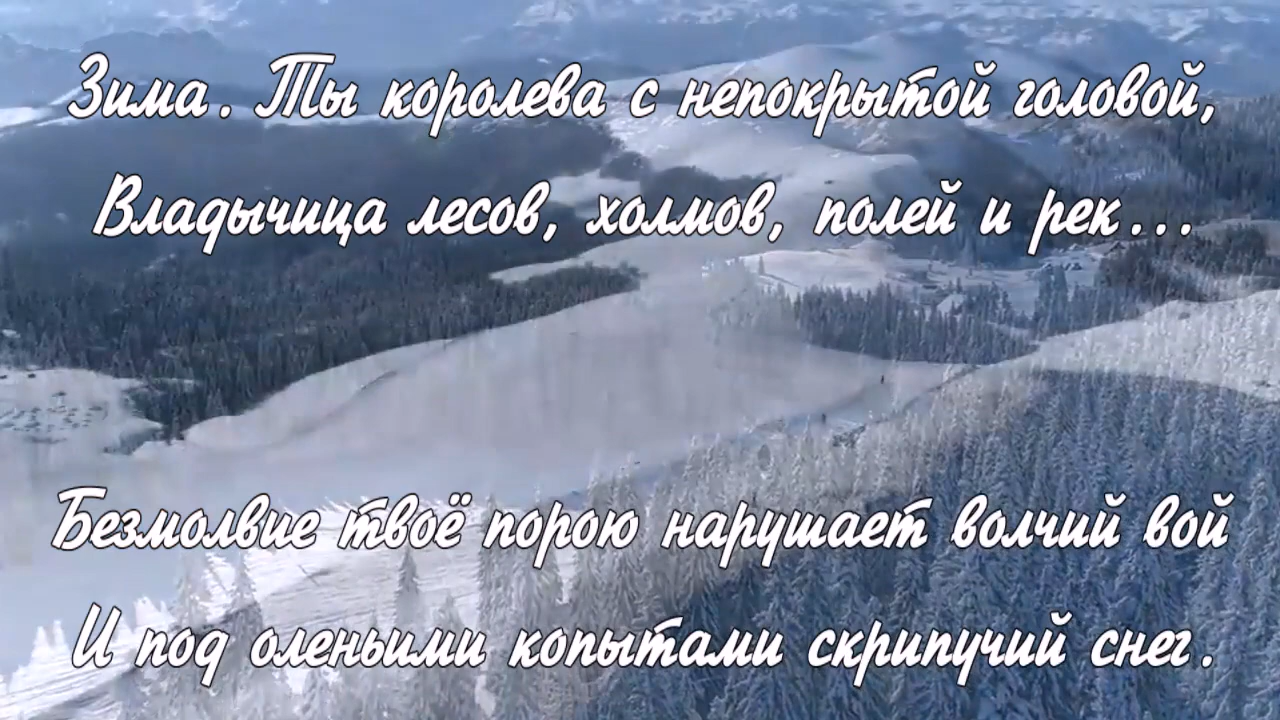 Зима. Ты королева с непокрытой головой,
Владычица лесов, холмов, полей и рек...
Безмолвие твоё порою нарушает волчий вой
И под оленьими копытами скрипучий снег.